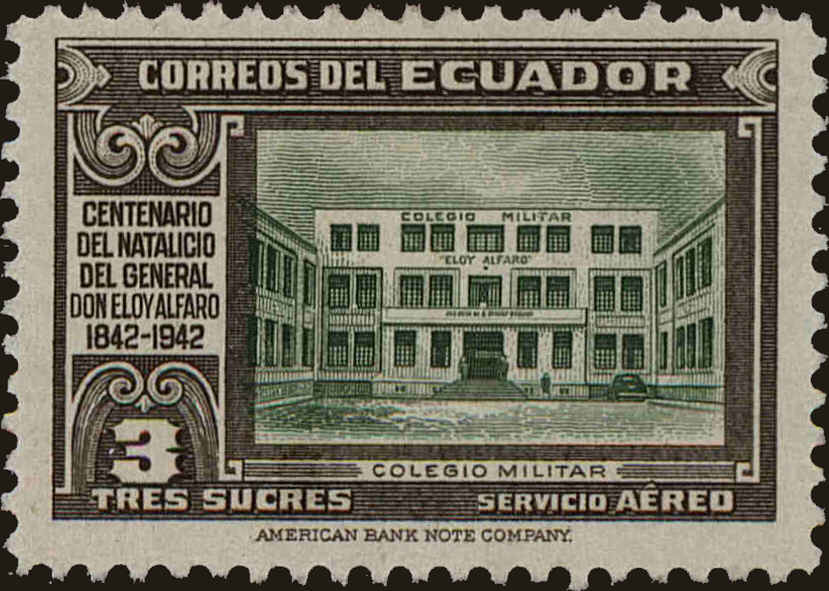 CORREOS DEL ECUADOR
CENTENARIO
DEL NATALICIO
DEL GENERAL
DON ELOY ALFARO
1842-1942
COLEGIO MILITAR
"ELOY ALFARO"
3
COLEGIO MILITAR
TRES SUCRES
SERVICIO AÉREO
AMERICAN BANK NOTE COMPANY.